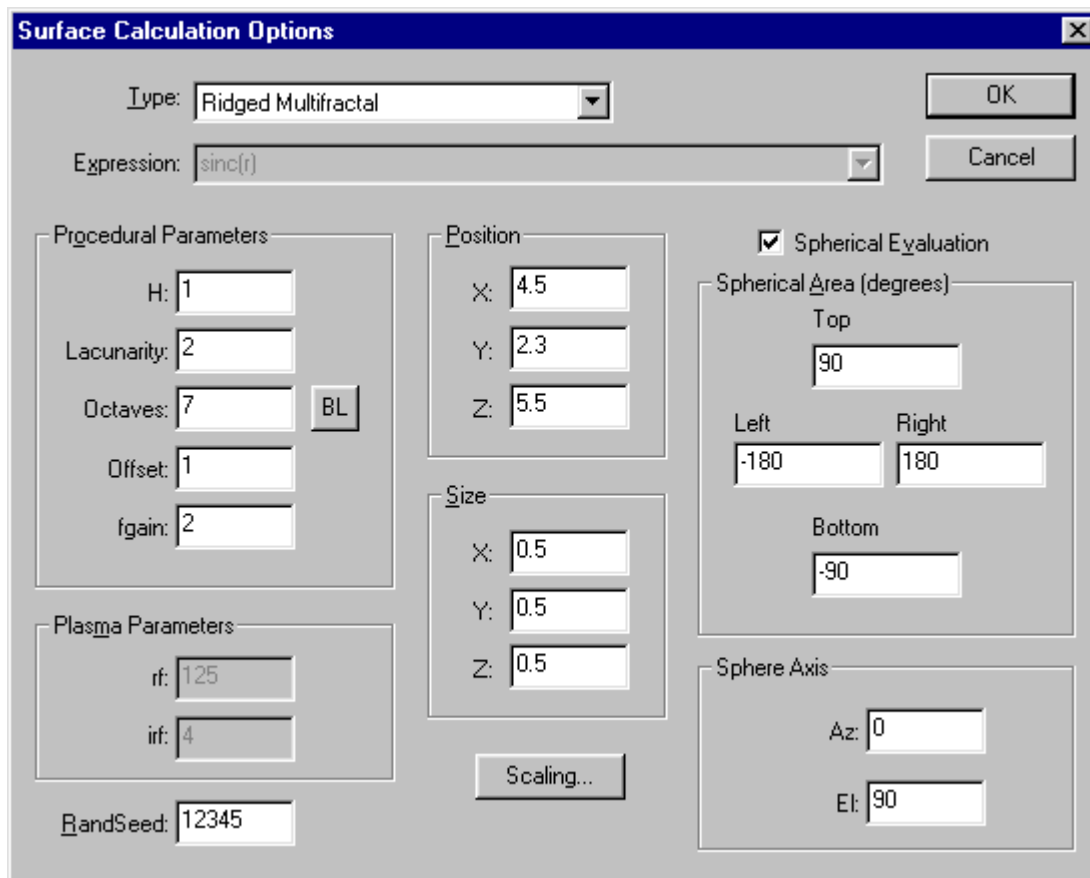 Surface Calculation Options
Type: Ridged Multifractal
OK
Expression: sinc(r)
Cancel
Procedural Parameters
H: 1
Lacunarity: 2
Octaves: 7 BL
Offset: 1
fgain: 2
Plasma Parameters
rf: 125
irf: 4
RandSeed: 12345
Position
X: 4.5
Y: 2.3
Z: 5.5
Size
X: 0.5
Y: 0.5
Z: 0.5
Scaling...
Spherical Evaluation
Spherical Area (degrees)
Top
90
Left Right
-180 180
Bottom
-90
Sphere Axis
Az: 0
El: 90